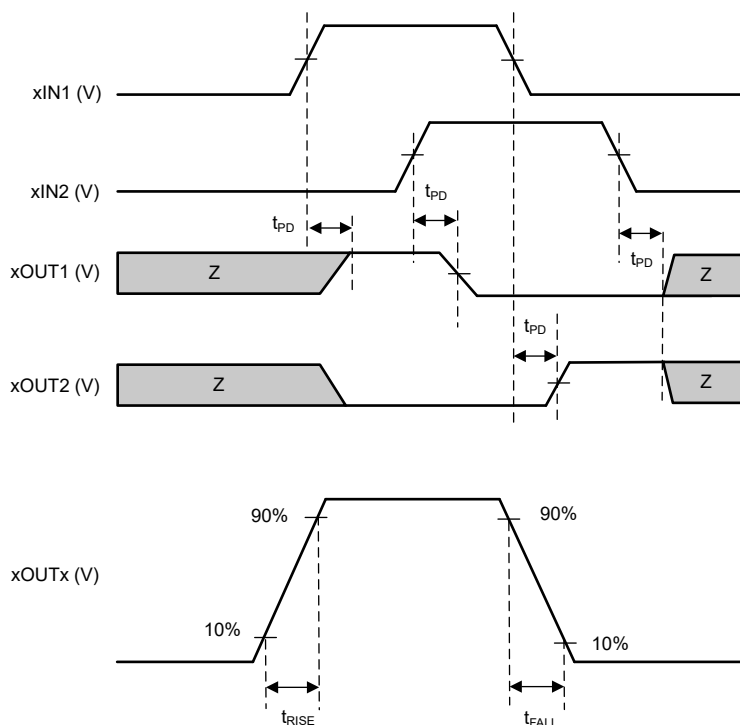 xIN1 (V)
xIN2 (V)
tPD
tPD
tPD
xOUT1 (V)
Z
Z
tPD
xOUT2 (V)
Z
Z
90%
90%
xOUTx (V)
10%
10%
tRISE
tFALL